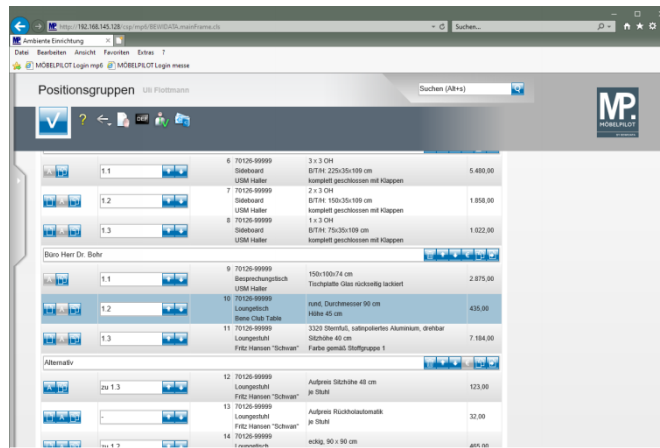 http://192.168.145.128/csp/mp6/BEWIDATA.mainFrame.cls
Suchen...
Ambiente Einrichtung
Datei Bearbeiten Ansicht Favoriten Extras ?
MÖBELPILOT Login mp6 MÖBELPILOT Login messe
Positionsgruppen Uli Flottmann
Suchen (Alt+s)
MP.
MÖBELPILOT
6 70126-99999
Sideboard
USM Haller
3 x 3 OH
B/T/H: 225x35x109 cm
komplett geschlossen mit Klappen
1.1
5.480,00
7 70126-99999
Sideboard
USM Haller
2 x 3 OH
B/T/H: 150x35x109 cm
komplett geschlossen mit Klappen
1.2
1.858,00
8 70126-99999
Sideboard
USM Haller
1 x 3 OH
B/T/H: 75x35x109 cm
komplett geschlossen mit Klappen
1.3
1.022,00
Büro Herr Dr. Bohr
9 70126-99999
Besprechungstisch
USM Haller
150x100x74 cm
Tischplatte Glas rückseitig lackiert
1.1
2.875,00
10 70126-99999
Loungetisch
Bene Club Table
rund, Durchmesser 90 cm
Höhe 45 cm
1.2
435,00
11 70126-99999
Loungestuhl
Fritz Hansen "Schwan"
3320 Sternfuß, satinpoliertes Aluminium, drehbar
Sitzhöhe 40 cm
Farbe gemäß Stoffgruppe 1
1.3
7.184,00
Alternativ
12 70126-99999
Loungestuhl
Fritz Hansen "Schwan"
Aufpreis Sitzhöhe 48 cm
je Stuhl
zu 1.3
123,00
13 70126-99999
Loungestuhl
Fritz Hansen "Schwan"
Aufpreis Rückholautomatik
je Stuhl
-
32,00
14 70126-99999
Loungetisch
eckig, 90 x 90 cm
zu 1.2
465,00